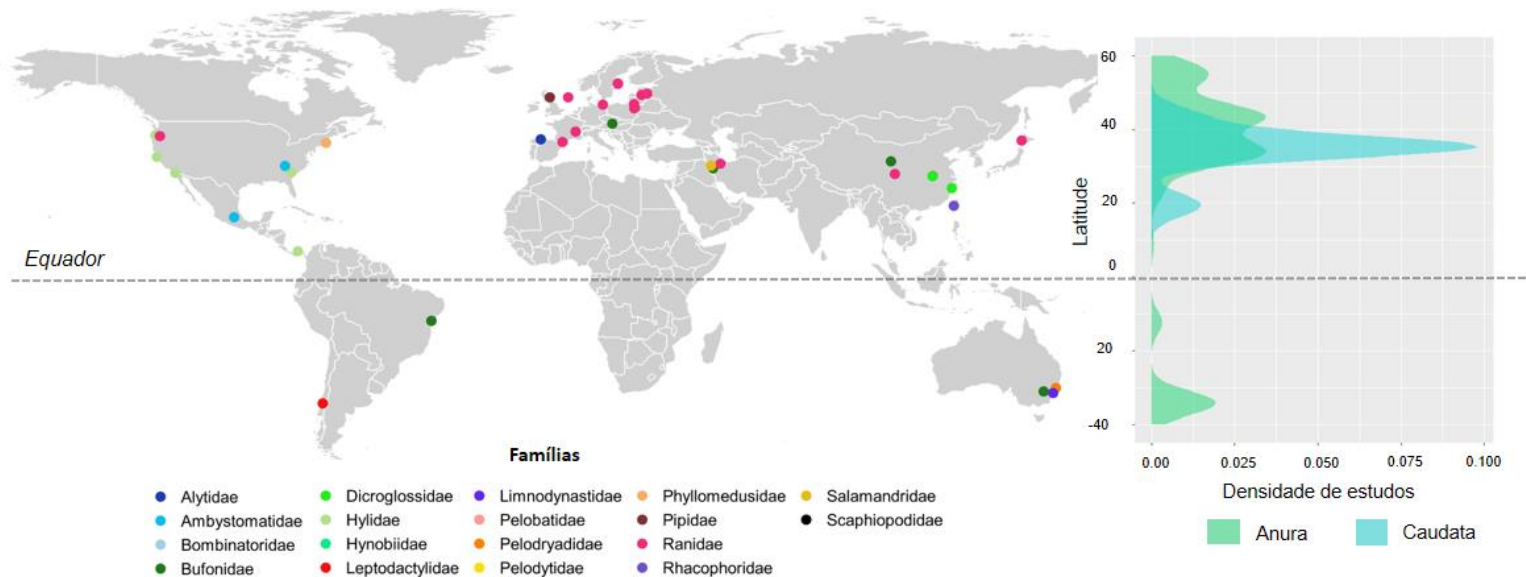 Equador
Famílias
Alytidae
Ambystomatidae
Bombinatoridae
Bufonidae
Dicroglossidae
Hylidae
Hynobiidae
Leptodactylidae
Limnodynastidae
Pelobatidae
Pelodryadidae
Pelodytidae
Phyllomedusidae
Pipidae
Ranidae
Rhacophoridae
Salamandridae
Scaphiopodidae
Latitude
60
40
20
0
20
-40
0.00 0.025 0.050 0.075 0.100
Densidade de estudos
Anura Caudata